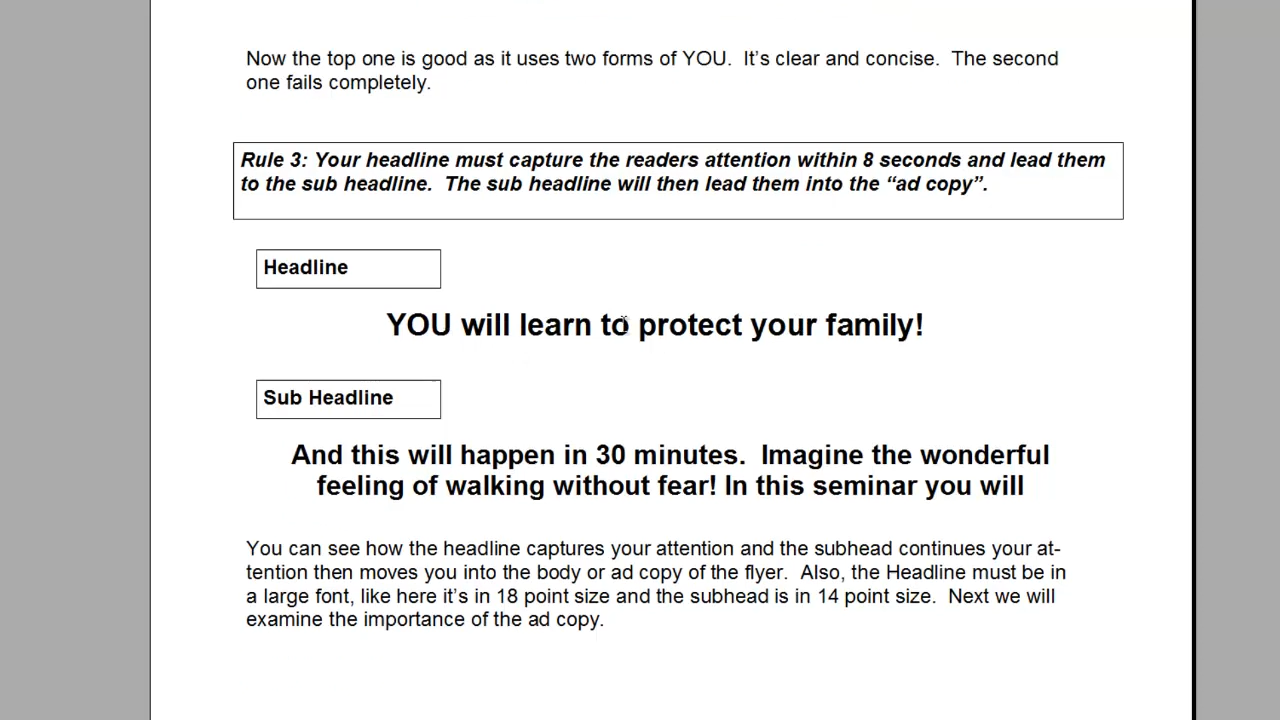 Now the top one is good as it uses two forms of YOU.  It's clear and concise.  The second
one fails completely.
Rule 3: Your headline must capture the readers attention within 8 seconds and lead them
to the sub headline.  The sub headline will then lead them into the “ad copy”.
Headline
YOU will learn to protect your family!
Sub Headline
And this will happen in 30 minutes.  Imagine the wonderful
feeling of walking without fear! In this seminar you will
You can see how the headline captures your attention and the subhead continues your at-
tention then moves you into the body or ad copy of the flyer.  Also, the Headline must be in
a large font, like here it's in 18 point size and the subhead is in 14 point size.  Next we will
examine the importance of the ad copy.